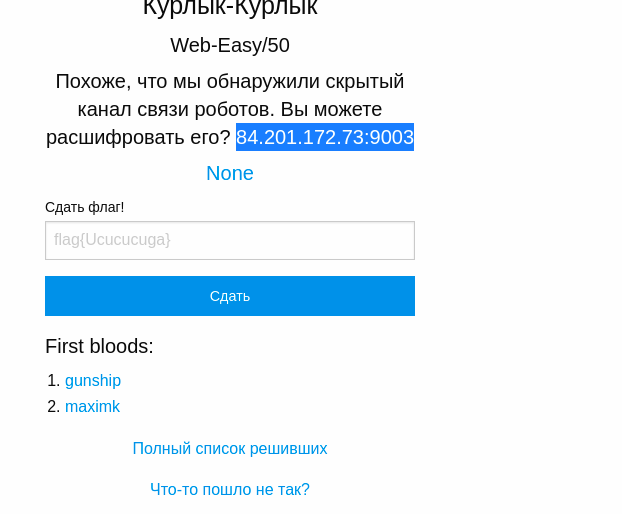 Курлык-Курлык
Web-Easy/50
Похоже, что мы обнаружили скрытый
канал связи роботов. Вы можете
расшифровать его? 84.201.172.73:9003
None
Сдать флаг!
flag{Ucucucuga}
Сдать
First bloods:
1. gunship
2. maximk
Полный список решивших
Что-то пошло не так?